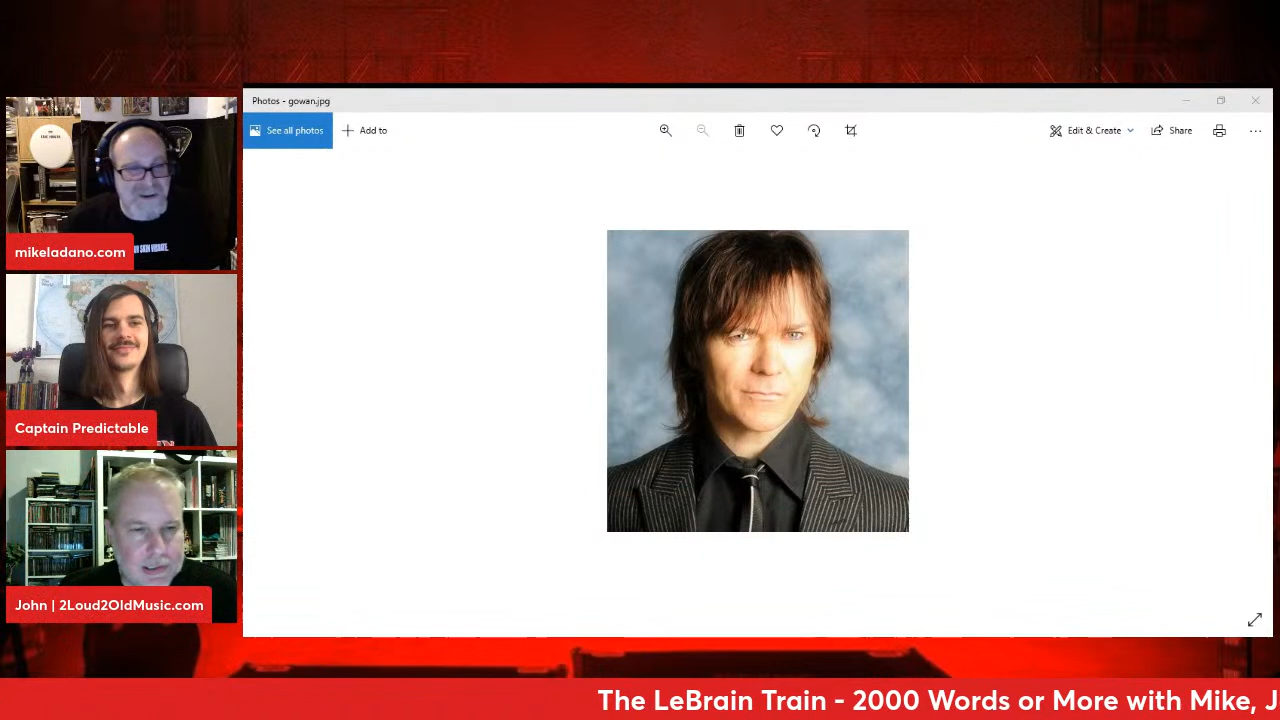 Photos - gowan.jpg
See all photos
Add to
Edit & Create
Share
mikeladano.com
Captain Predictable
John | 2Loud2OldMusic.com
The LeBrain Train - 2000 Words or More with Mike, J